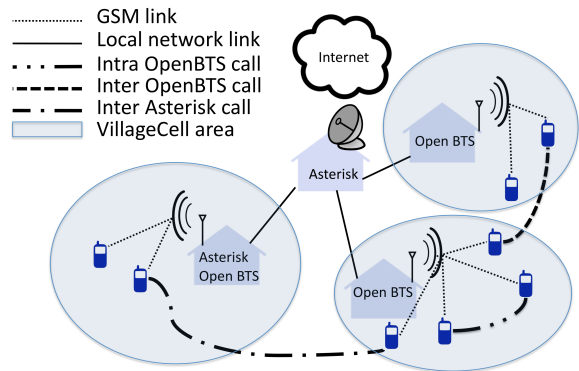 GSM link
Local network link
Intra OpenBTS call
Inter OpenBTS call
Inter Asterisk call
VillageCell area
Internet
Open BTS
Asterisk
Asterisk
Open BTS
Open BTS